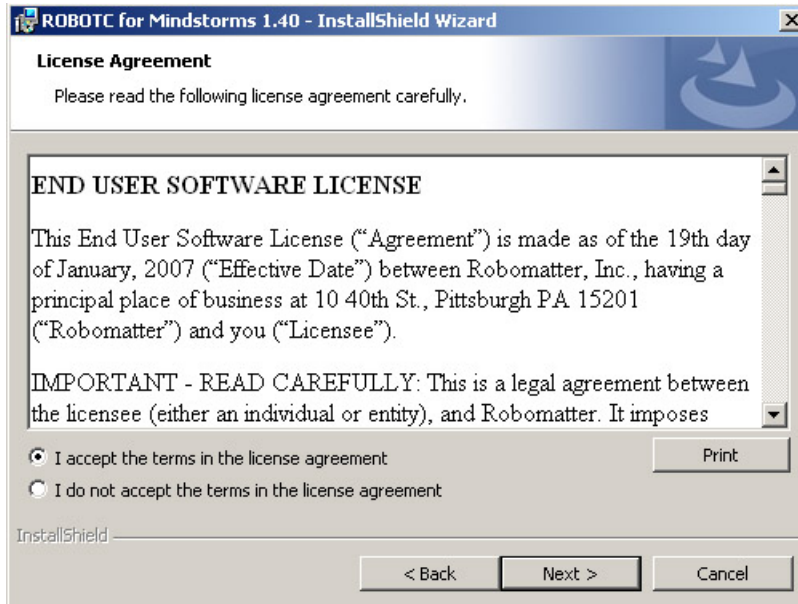 ROBOTC for Mindstorms 1.40 - InstallShield Wizard
License Agreement
Please read the following license agreement carefully.
END USER SOFTWARE LICENSE
This End User Software License (“Agreement”) is made as of the 19th day
of January, 2007 (“Effective Date”) between Robomatter, Inc., having a
principal place of business at 10 40th St., Pittsburgh PA 15201
(“Robomatter”) and you (“Licensee”).
IMPORTANT - READ CAREFULLY: This is a legal agreement between
the licensee (either an individual or entity), and Robomatter. It imposes
I accept the terms in the license agreement
Print
I do not accept the terms in the license agreement
InstallShield
< Back
Next >
Cancel